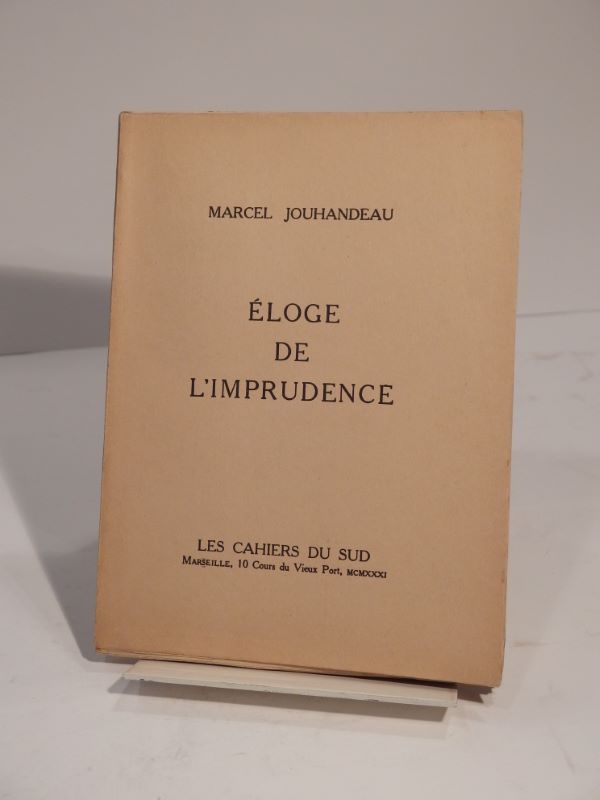 MARCEL JOUHANDEAU
ÉLOGE
DE
L'IMPRUDENCE
LES CAHIERS DU SUD
MARSEILLE, 10 Cours du Vieux Port, MCMXXXI